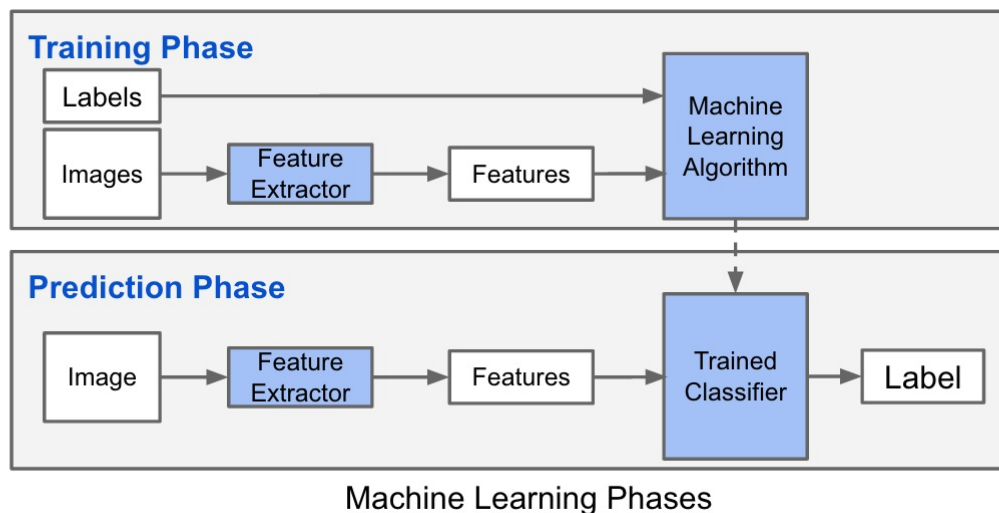 Training Phase
Labels
Machine
Learning
Algorithm
Images
Feature
Extractor
Features
Prediction Phase
Image
Feature
Extractor
Features
Trained
Classifier
Label
Machine Learning Phases